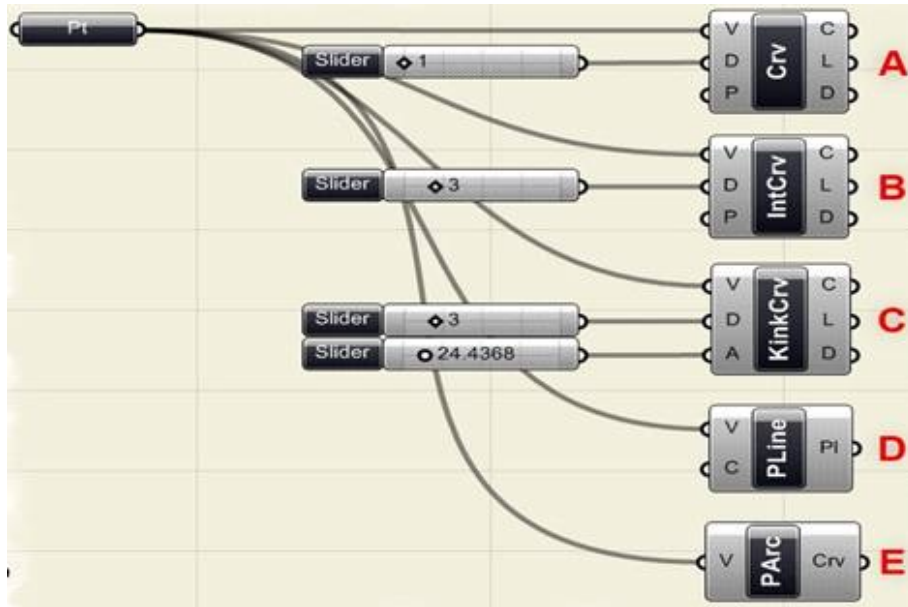 Pt
V
D
P
Crv
C
L
D
A
Slider 1
V
D
P
IntCrv
C
L
D
B
Slider 3
V
D
A
KinkCrv
C
L
D
C
Slider 3
Slider 24.4368
V
C
PLine
Pl
D
V
PArc
Crv
E